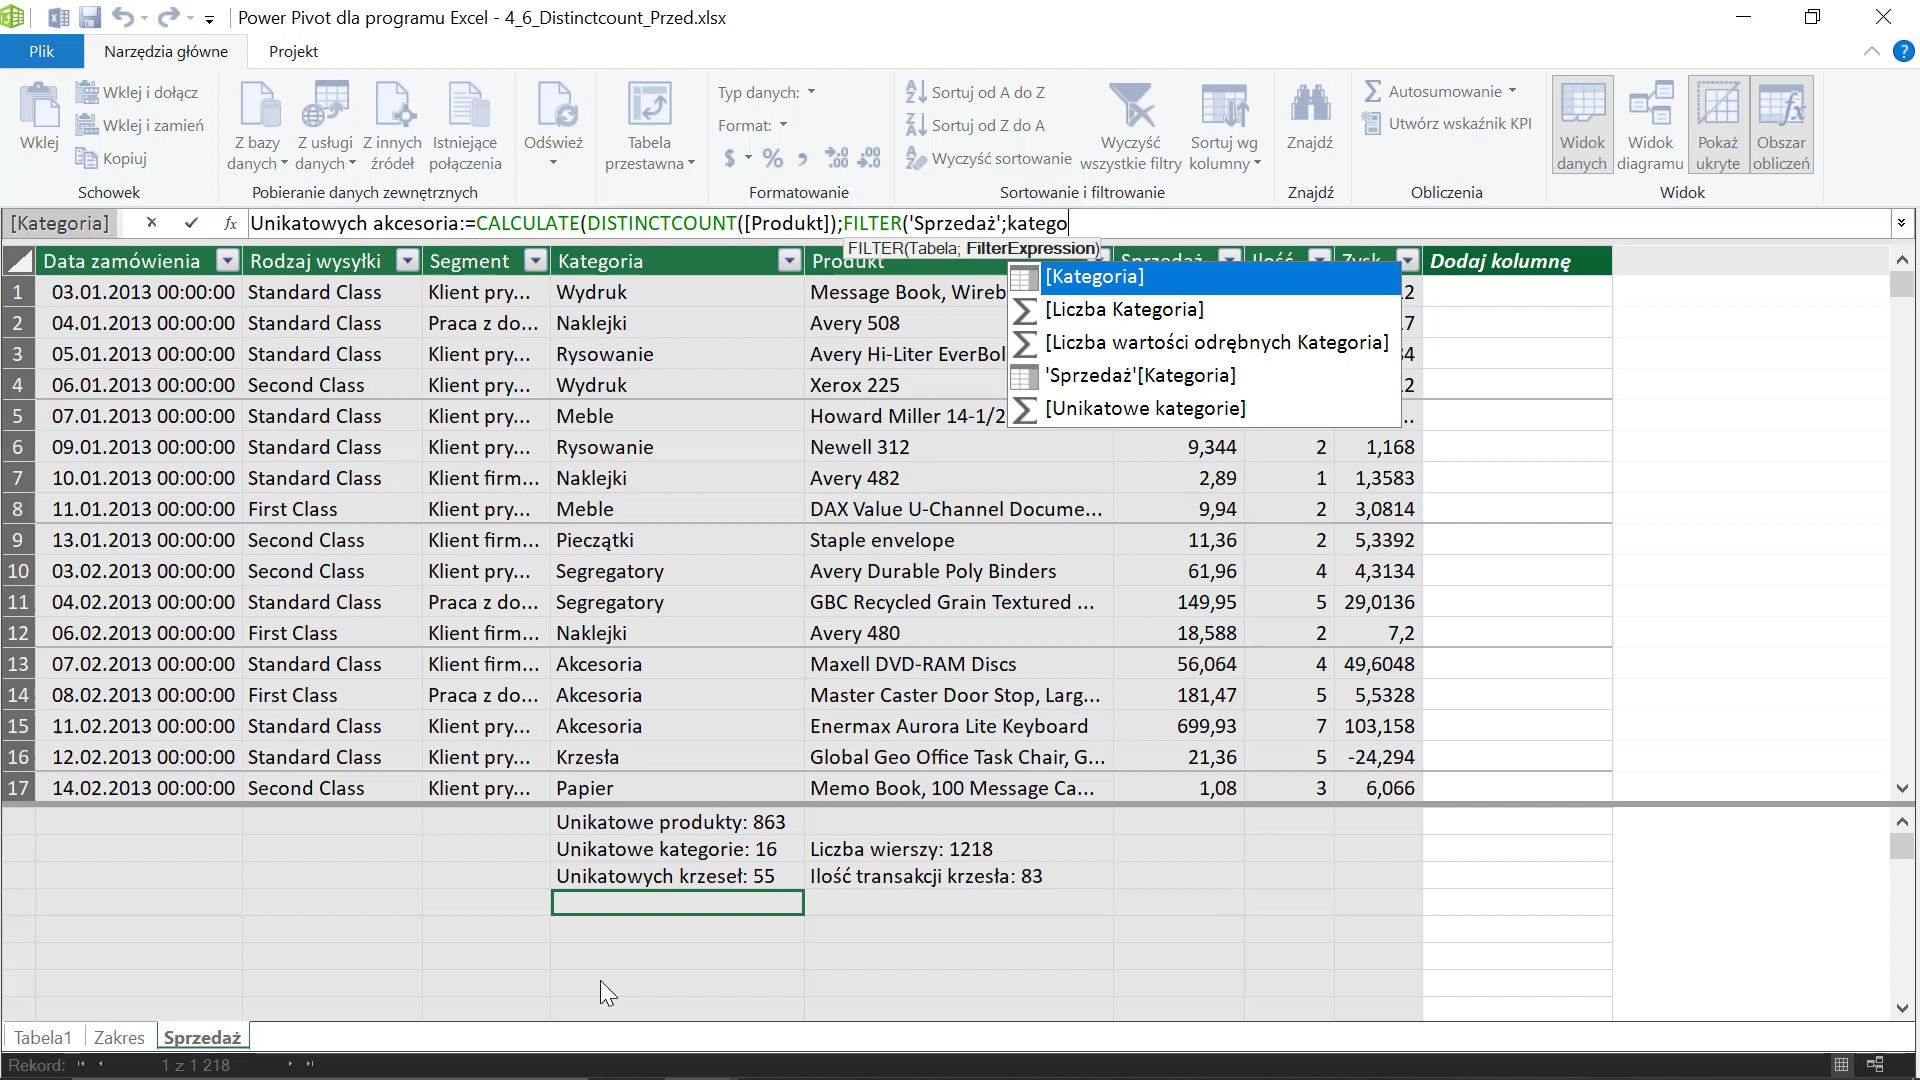 Power Pivot dla programu Excel - 4_6_Distinctcount_Przed.xlsx
Plik Narzędzia główne Projekt
Wklej
Wklej i dołącz
Wklej i zamień
Kopiuj
Schowek
Z bazy danych
Z usługi danych
Z innych źródeł
Istniejące połączenia
Pobieranie danych zewnętrznych
Odśwież
Tabela przestawna
Typ danych:
Format:
$ % , .00 .00
Formatowanie
Sortuj od A do Z
Sortuj od Z do A
Wyczyść sortowanie
Wyczyść wszystkie filtry
Sortuj wg kolumny
Sortowanie i filtrowanie
Znajdź
Znajdź
Autosumowanie
Utwórz wskaźnik KPI
Obliczenia
Widok danych
Widok diagramu
Pokaż ukryte
Obszar obliczeń
Widok
[Kategoria] fx Unikatowych akcesoria:=CALCULATE(DISTINCTCOUNT([Produkt]);FILTER('Sprzedaż';katego
FILTER(Tabela; FilterExpression)
Data zamówienia Rodzaj wysyłki Segment Kategoria Produkt Sprzedaż Ilość Zysk Dodaj kolumnę
[Kategoria]
[Liczba Kategoria]
[Liczba wartości odrębnych Kategoria]
'Sprzedaż'[Kategoria]
[Unikatowe kategorie]
1 03.01.2013 00:00:00 Standard Class Klient pry... Wydruk Message Book, Wireb 2
2 04.01.2013 00:00:00 Standard Class Praca z do... Naklejki Avery 508 7
3 05.01.2013 00:00:00 Standard Class Klient pry... Rysowanie Avery Hi-Liter EverBol 4
4 06.01.2013 00:00:00 Second Class Klient pry... Wydruk Xerox 225 2
5 07.01.2013 00:00:00 Standard Class Klient pry... Meble Howard Miller 14-1/2 ..
6 09.01.2013 00:00:00 Standard Class Klient pry... Rysowanie Newell 312 9,344 2 1,168
7 10.01.2013 00:00:00 Standard Class Klient firm... Naklejki Avery 482 2,89 1 1,3583
8 11.01.2013 00:00:00 First Class Klient pry... Meble DAX Value U-Channel Docume... 9,94 2 3,0814
9 13.01.2013 00:00:00 Second Class Klient firm... Pieczątki Staple envelope 11,36 2 5,3392
10 03.02.2013 00:00:00 Second Class Klient pry... Segregatory Avery Durable Poly Binders 61,96 4 4,3134
11 04.02.2013 00:00:00 Standard Class Praca z do... Segregatory GBC Recycled Grain Textured ... 149,95 5 29,0136
12 06.02.2013 00:00:00 First Class Klient firm... Naklejki Avery 480 18,588 2 7,2
13 07.02.2013 00:00:00 Standard Class Klient firm... Akcesoria Maxell DVD-RAM Discs 56,064 4 49,6048
14 08.02.2013 00:00:00 First Class Praca z do... Akcesoria Master Caster Door Stop, Larg... 181,47 5 5,5328
15 11.02.2013 00:00:00 Standard Class Klient pry... Akcesoria Enermax Aurora Lite Keyboard 699,93 7 103,158
16 12.02.2013 00:00:00 Standard Class Klient pry... Krzesła Global Geo Office Task Chair, G... 21,36 5 -24,294
17 14.02.2013 00:00:00 Second Class Klient pry... Papier Memo Book, 100 Message Ca... 1,08 3 6,066
Unikatowe produkty: 863
Unikatowe kategorie: 16 Liczba wierszy: 1218
Unikatowych krzeseł: 55 Ilość transakcji krzesła: 83
Tabela1 Zakres Sprzedaż
Rekord: 1 z 1 218